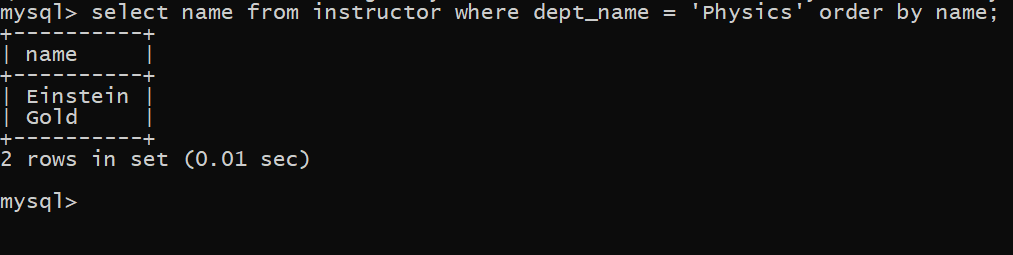 mysql> select name from instructor where dept_name = 'Physics' order by name;
+----------+
| name     |
+----------+
| Einstein |
| Gold     |
+----------+
2 rows in set (0.01 sec)
mysql>